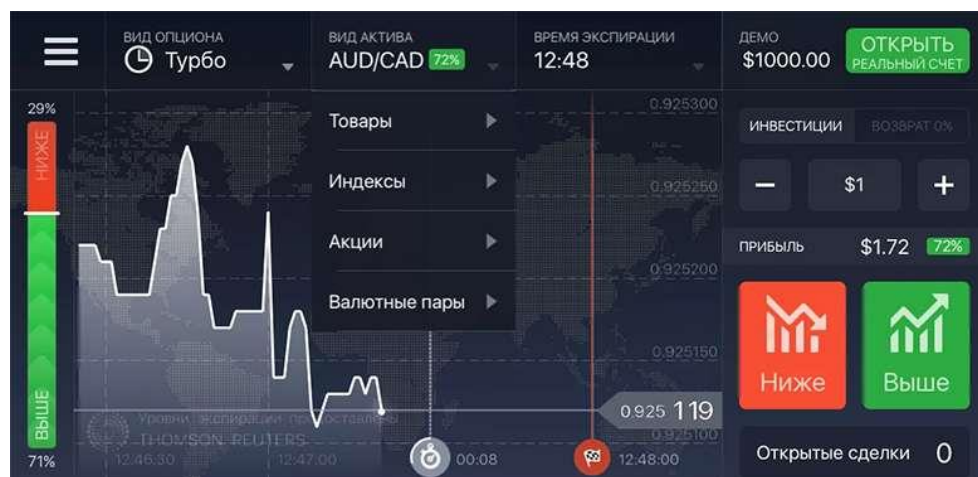 ВИД ОПЦИОНА
Турбо
ВИД АКТИВА
AUD/CAD 72%
ВРЕМЯ ЭКСПИРАЦИИ
12:48
ДЕМО
$1000.00
ОТКРЫТЬ
РЕАЛЬНЫЙ СЧЕТ
29%
НИЖЕ
ВЫШЕ
71%
Товары
Индексы
Акции
Валютные пары
0.925300
0.925250
0.925200
0.925150
0.925 119
0.925100
Уровни экспирации предоставлены
THOMSON REUTERS
12:46:30
12:47:00
00:08
12:48:00
ИНВЕСТИЦИИ
ВОЗВРАТ 0%
− $1 +
ПРИБЫЛЬ $1.72 72%
Ниже
Выше
Открытые сделки 0